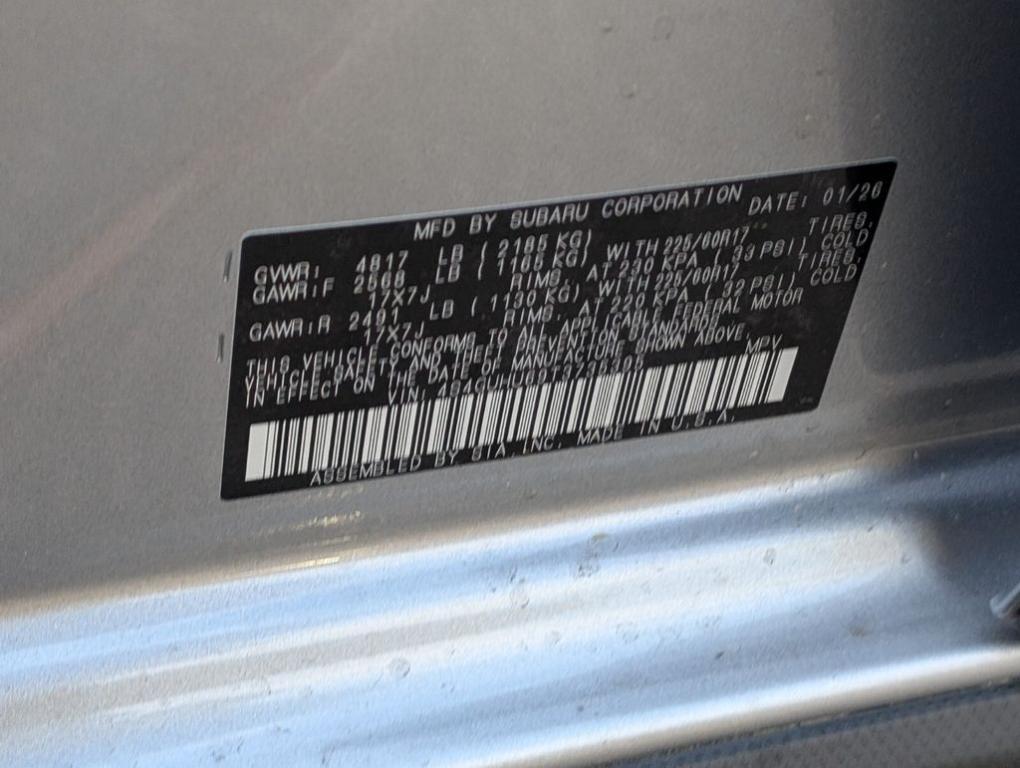 MFD BY SUBARU CORPORATION DATE: 01/26
GVWR: 4817 LB (2185 KG)
GAWR:F 2568 LB (1165 KG) WITH 225/60R17 TIRES,
17X7J RIMS, AT 230 KPA (33 PSI) COLD
GAWR:R 2491 LB (1130 KG) WITH 225/60R17 TIRES,
17X7J RIMS, AT 220 KPA (32 PSI) COLD
THIS VEHICLE CONFORMS TO ALL APPLICABLE FEDERAL MOTOR
VEHICLE SAFETY AND THEFT PREVENTION STANDARDS
IN EFFECT ON THE DATE OF MANUFACTURE SHOWN ABOVE.
VIN: MPV
ASSEMBLED BY SIA, INC. MADE IN U.S.A.